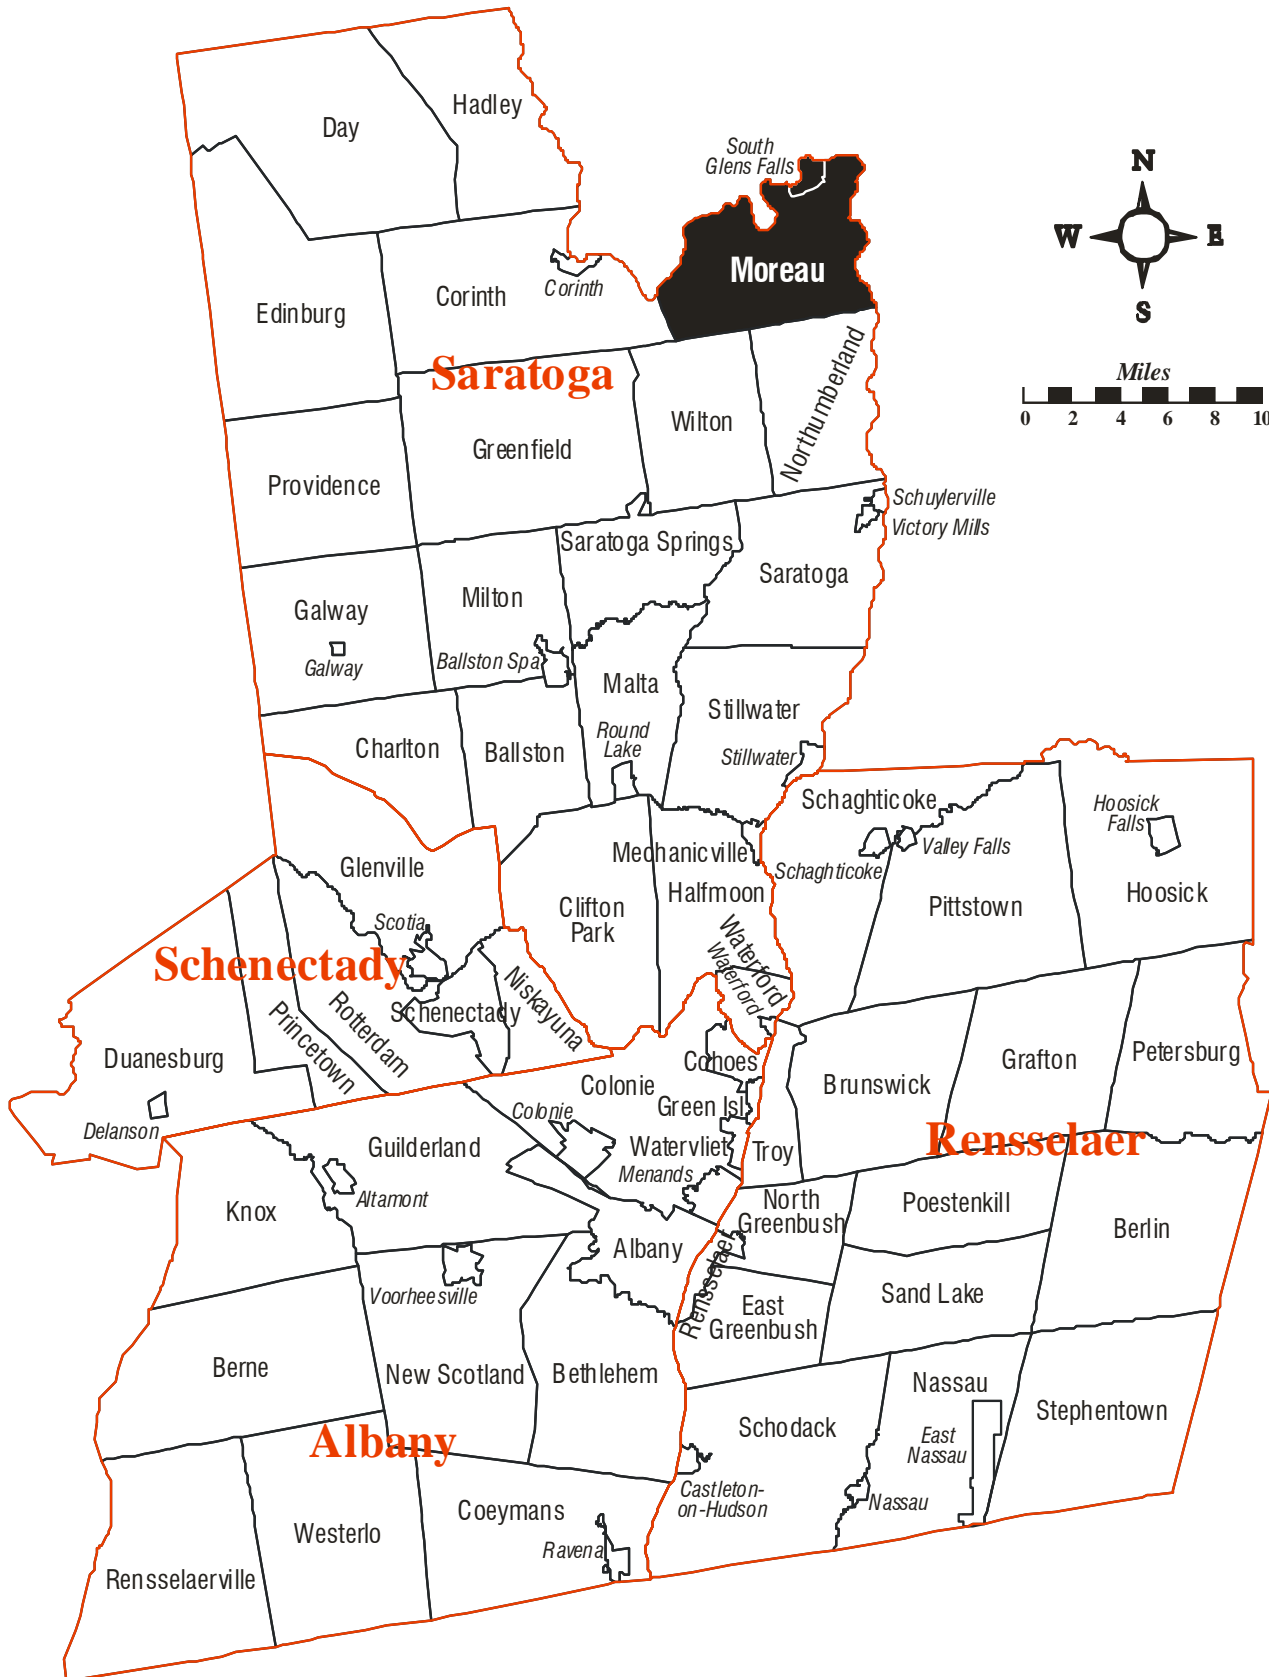 Hadley
Day
South
Glens Falls
N
W
E
S
Moreau
Corinth
Corinth
Edinburg
Miles
0 2 4 6 8 10
Saratoga
Northumberland
Wilton
Greenfield
Providence
Schuylerville
Victory Mills
Saratoga Springs
Saratoga
Milton
Galway
Galway
Ballston Spa
Malta
Stillwater
Round
Lake
Charlton
Ballston
Stillwater
Schaghticoke
Hoosick
Falls
Mechanicville
Valley Falls
Schaghticoke
Glenville
Halfmoon
Hoosick
Clifton
Park
Pittstown
Scotia
Waterford
Waterford
Schenectady
Niskayuna
Schenectady
Rotterdam
Princetown
Duanesburg
Cohoes
Grafton
Petersburg
Colonie
Brunswick
Green Isl
Colonie
Delanson
Rensselaer
Guilderland
Watervliet
Troy
Menands
Altamont
North
Greenbush
Poestenkill
Knox
Berlin
Albany
Rensselaer
Voorheesville
Sand Lake
East
Greenbush
Berne
New Scotland
Bethlehem
Nassau
Stephentown
Schodack
East
Nassau
Albany
Castleton-
on-Hudson
Nassau
Coeymans
Westerlo
Ravena
Rensselaerville